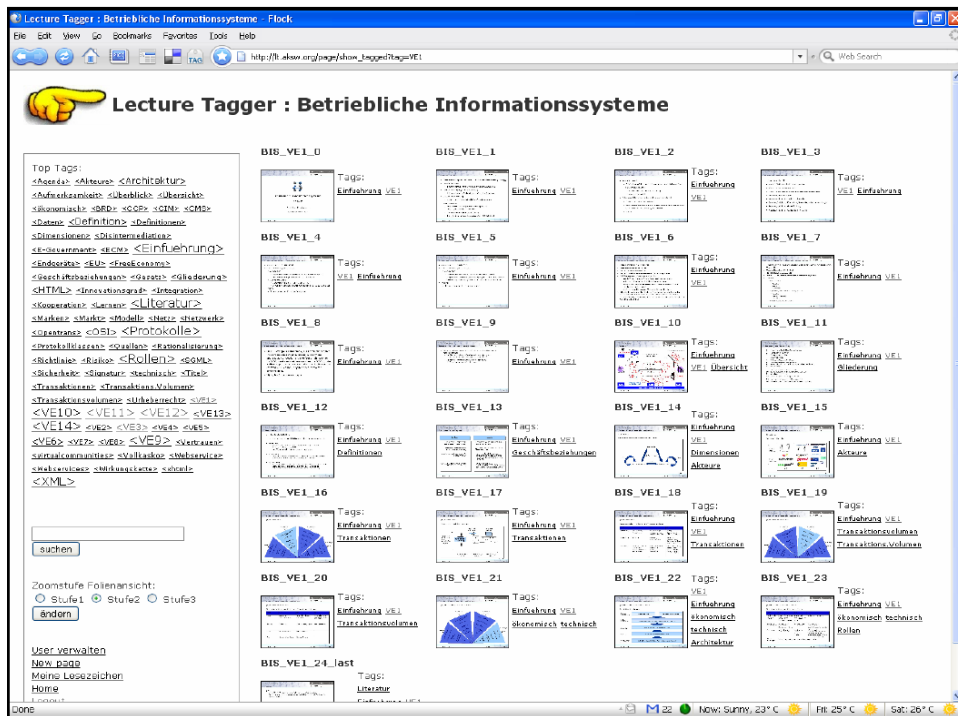 Lecture Tagger : Betriebliche Informationssysteme - Flock
File Edit View Go Bookmarks Favorites Tools Help
TAG
http://lt.aksw.org/page/show_tagged?tag=VE1
Web Search
Lecture Tagger : Betriebliche Informationssysteme
Top Tags:
<Agenda> <Akteure> <Architektur>
<Aufmerksamkeit> <Überblick> <Übersicht>
<ökonomisch> <BRD> <CCP> <CIM> <CMS>
<Daten> <Definition> <Definitionen>
<Dimensionen> <Disintermediation>
<E-Government> <ECM> <Einfuehrung>
<Endgeräte> <EU> <FreeEconomy>
<Geschäftsbeziehungen> <Gesetz> <Gliederung>
<HTML> <Innovationsgrad> <Integration>
<Kooperation> <Lernen> <Literatur>
<Marken> <Markt> <Modell> <Netz> <Netzwerk>
<Opentrans> <OSI> <Protokolle>
<Protokollklassen> <Quellen> <Rationalisierung>
<Richtlinie> <Risiko> <Rollen> <SGML>
<Sicherheit> <Signatur> <technisch> <Titel>
<Transaktionen> <Transaktions.Volumen>
<Transaktionsvolumen> <Urheberrecht> <VE1>
<VE10> <VE11> <VE12> <VE13>
<VE14> <VE2> <VE3> <VE4> <VE5>
<VE6> <VE7> <VE8> <VE9> <Vertrauen>
<virtualcommunities> <Vollkasko> <Webservice>
<Webservices> <Wirkungskette> <xhtml>
<XML>
suchen
Zoomstufe Folienansicht:
Stufe1 Stufe2 Stufe3
ändern
User verwalten
New page
Meine Lesezeichen
Home
Logout
BIS_VE1_0
Tags:
Einfuehrung VE1
BIS_VE1_1
Tags:
Einfuehrung VE1
BIS_VE1_2
Tags:
Einfuehrung
VE1
BIS_VE1_3
Tags:
VE1 Einfuehrung
BIS_VE1_4
Tags:
VE1 Einfuehrung
BIS_VE1_5
Tags:
Einfuehrung VE1
BIS_VE1_6
Tags:
Einfuehrung
VE1
BIS_VE1_7
Tags:
Einfuehrung VE1
BIS_VE1_8
Tags:
Einfuehrung VE1
BIS_VE1_9
Tags:
Einfuehrung VE1
BIS_VE1_10
Tags:
Einfuehrung
VE1 Übersicht
BIS_VE1_11
Tags:
Einfuehrung VE1
Gliederung
BIS_VE1_12
Tags:
Einfuehrung VE1
Definitionen
BIS_VE1_13
Tags:
Einfuehrung VE1
Geschäftsbeziehungen
BIS_VE1_14
Tags:
Einfuehrung
VE1
Dimensionen
Akteure
BIS_VE1_15
Tags:
Einfuehrung VE1
Akteure
BIS_VE1_16
Tags:
Einfuehrung VE1
Transaktionen
BIS_VE1_17
Tags:
Einfuehrung VE1
Transaktionen
BIS_VE1_18
Tags:
Einfuehrung
VE1
Transaktionen
BIS_VE1_19
Tags:
Einfuehrung VE1
Transaktionsvolumen
Transaktions.Volumen
BIS_VE1_20
Tags:
Einfuehrung VE1
Transaktionsvolumen
BIS_VE1_21
Tags:
Einfuehrung VE1
ökonomisch technisch
BIS_VE1_22
Tags:
VE1
Einfuehrung
ökonomisch
technisch
Architektur
BIS_VE1_23
Tags:
Einfuehrung VE1
ökonomisch technisch
Rollen
BIS_VE1_24_last
Tags:
Literatur
Einfuehrung VE1
Done
22
Now: Sunny, 23° C
Fri: 25° C
Sat: 26° C